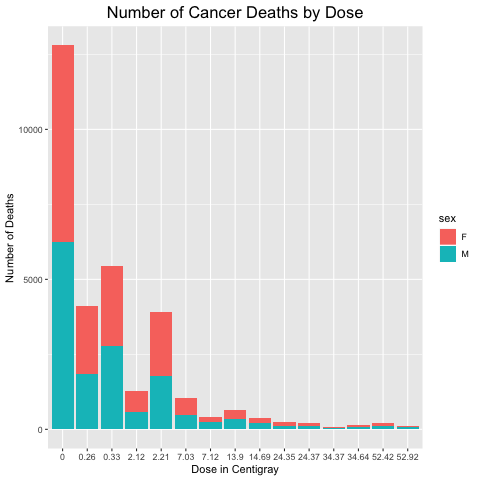 Number of Cancer Deaths by Dose
Number of Deaths
10000
5000
0
sex
F
M
0 0.26 0.33 2.12 2.21 7.03 7.12 13.9 14.69 24.35 24.37 34.37 34.64 52.42 52.92
Dose in Centigray